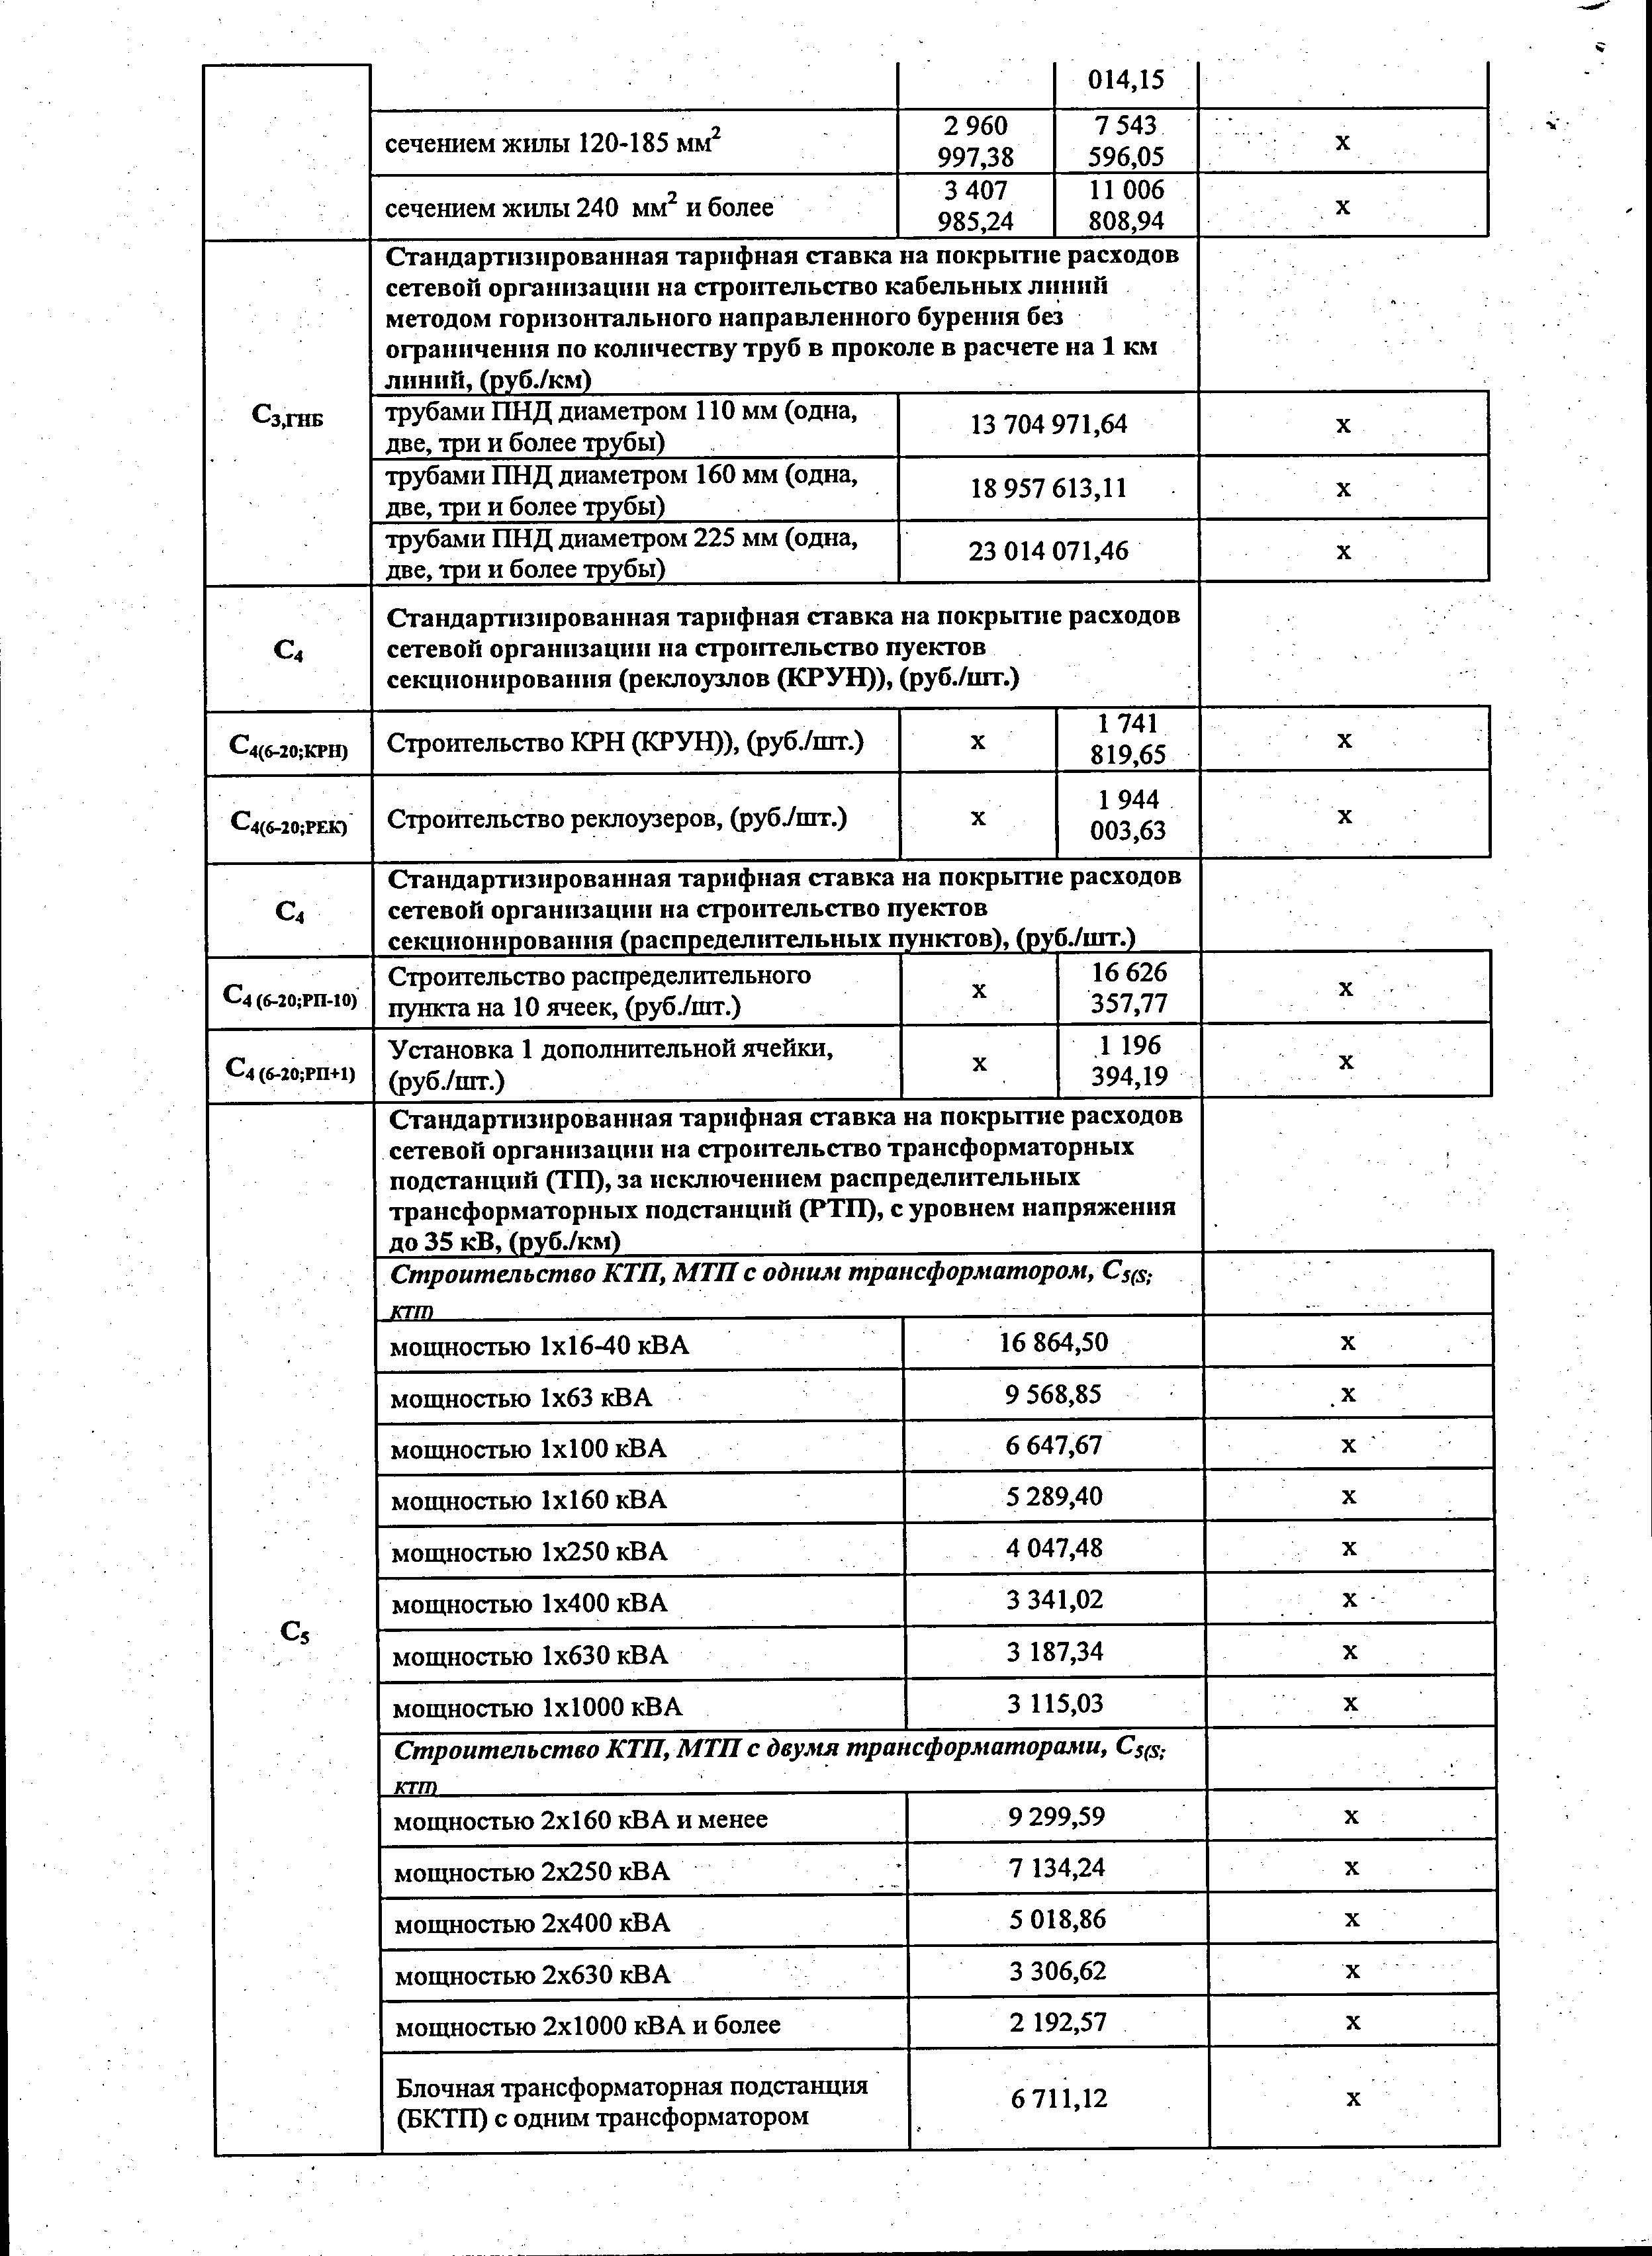 014,15
сечением жилы 120-185 мм² 2 960 997,38 7 543 596,05 х
сечением жилы 240 мм² и более 3 407 985,24 11 006 808,94 х
С3,ГНБ
Стандартизированная тарифная ставка на покрытие расходов
сетевой организации на строительство кабельных линий
методом горизонтального направленного бурения без
ограничения по количеству труб в проколе в расчете на 1 км
линий, (руб./км)
трубами ПНД диаметром 110 мм (одна,
две, три и более трубы) 13 704 971,64 х
трубами ПНД диаметром 160 мм (одна,
две, три и более трубы) 18 957 613,11 х
трубами ПНД диаметром 225 мм (одна,
две, три и более трубы) 23 014 071,46 х
С4
Стандартизированная тарифная ставка на покрытие расходов
сетевой организации на строительство пуектов
секционирования (реклоузлов (КРУН)), (руб./шт.)
С4(6-20;КРН) Строительство КРН (КРУН)), (руб./шт.) х 1 741 819,65 х
С4(6-20;РЕК) Строительство реклоузеров, (руб./шт.) х 1 944 003,63 х
С4
Стандартизированная тарифная ставка на покрытие расходов
сетевой организации на строительство пуектов
секционирования (распределительных пунктов), (руб./шт.)
С4 (6-20;РП-10) Строительство распределительного
пункта на 10 ячеек, (руб./шт.) х 16 626 357,77 х
С4 (6-20;РП+1) Установка 1 дополнительной ячейки,
(руб./шт.) х 1 196 394,19 х
С5
Стандартизированная тарифная ставка на покрытие расходов
сетевой организации на строительство трансформаторных
подстанций (ТП), за исключением распределительных
трансформаторных подстанций (РТП), с уровнем напряжения
до 35 кВ, (руб./км)
Строительство КТП, МТП с одним трансформатором, С5(S;
КТП)
мощностью 1х16-40 кВА 16 864,50 х
мощностью 1х63 кВА 9 568,85 х
мощностью 1х100 кВА 6 647,67 х
мощностью 1х160 кВА 5 289,40 х
мощностью 1х250 кВА 4 047,48 х
мощностью 1х400 кВА 3 341,02 х
мощностью 1х630 кВА 3 187,34 х
мощностью 1х1000 кВА 3 115,03 х
Строительство КТП, МТП с двумя трансформаторами, С5(S;
КТП)
мощностью 2х160 кВА и менее 9 299,59 х
мощностью 2х250 кВА 7 134,24 х
мощностью 2х400 кВА 5 018,86 х
мощностью 2х630 кВА 3 306,62 х
мощностью 2х1000 кВА и более 2 192,57 х
Блочная трансформаторная подстанция
(БКТП) с одним трансформатором 6 711,12 х